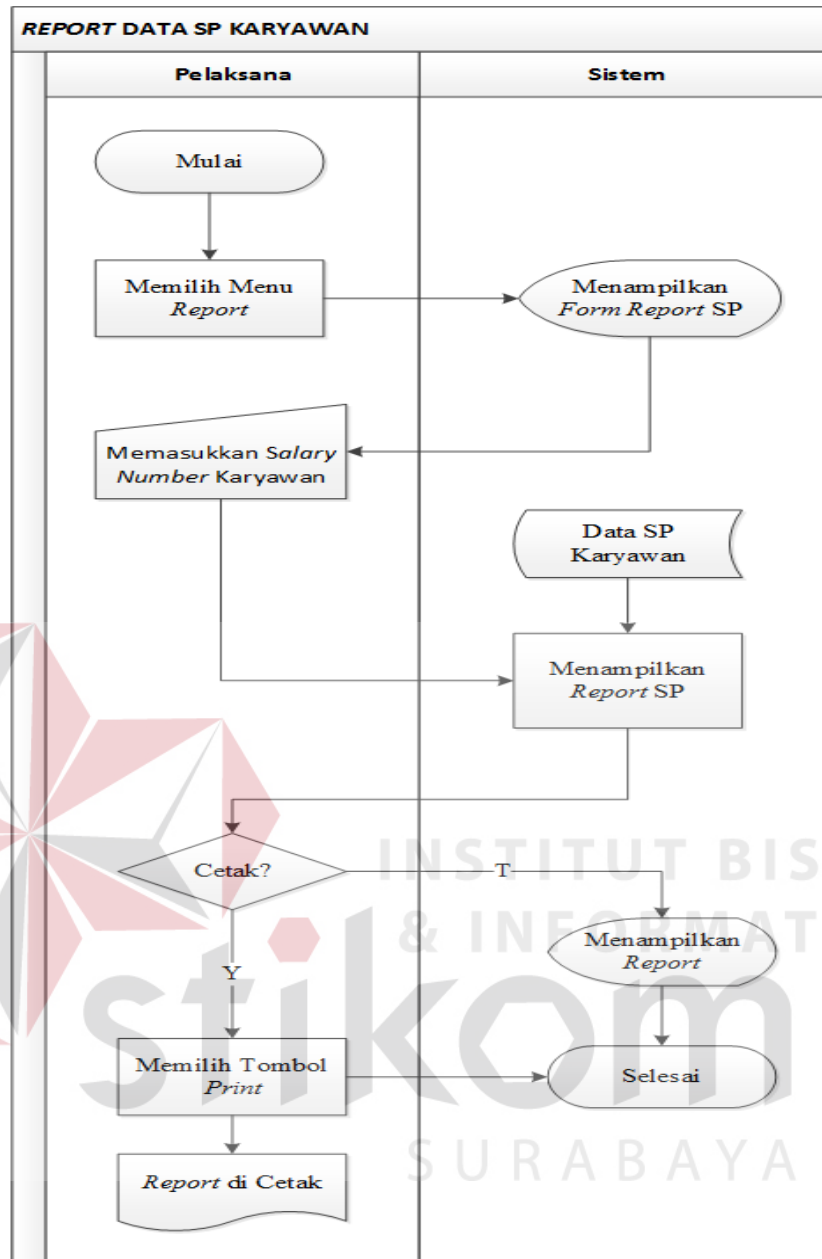 REPORT DATA SP KARYAWAN
Pelaksana
Sistem
Mulai
Memilih Menu
Report
Menampilkan
Form Report SP
Memasukkan Salary
Number Karyawan
Data SP
Karyawan
Menampilkan
Report SP
Cetak?
T
INSTITUT BIS
& INFORMAT
Menampilkan
Report
Y
stikom
Memilih Tombol
Print
Selesai
SURABAYA
Report di Cetak